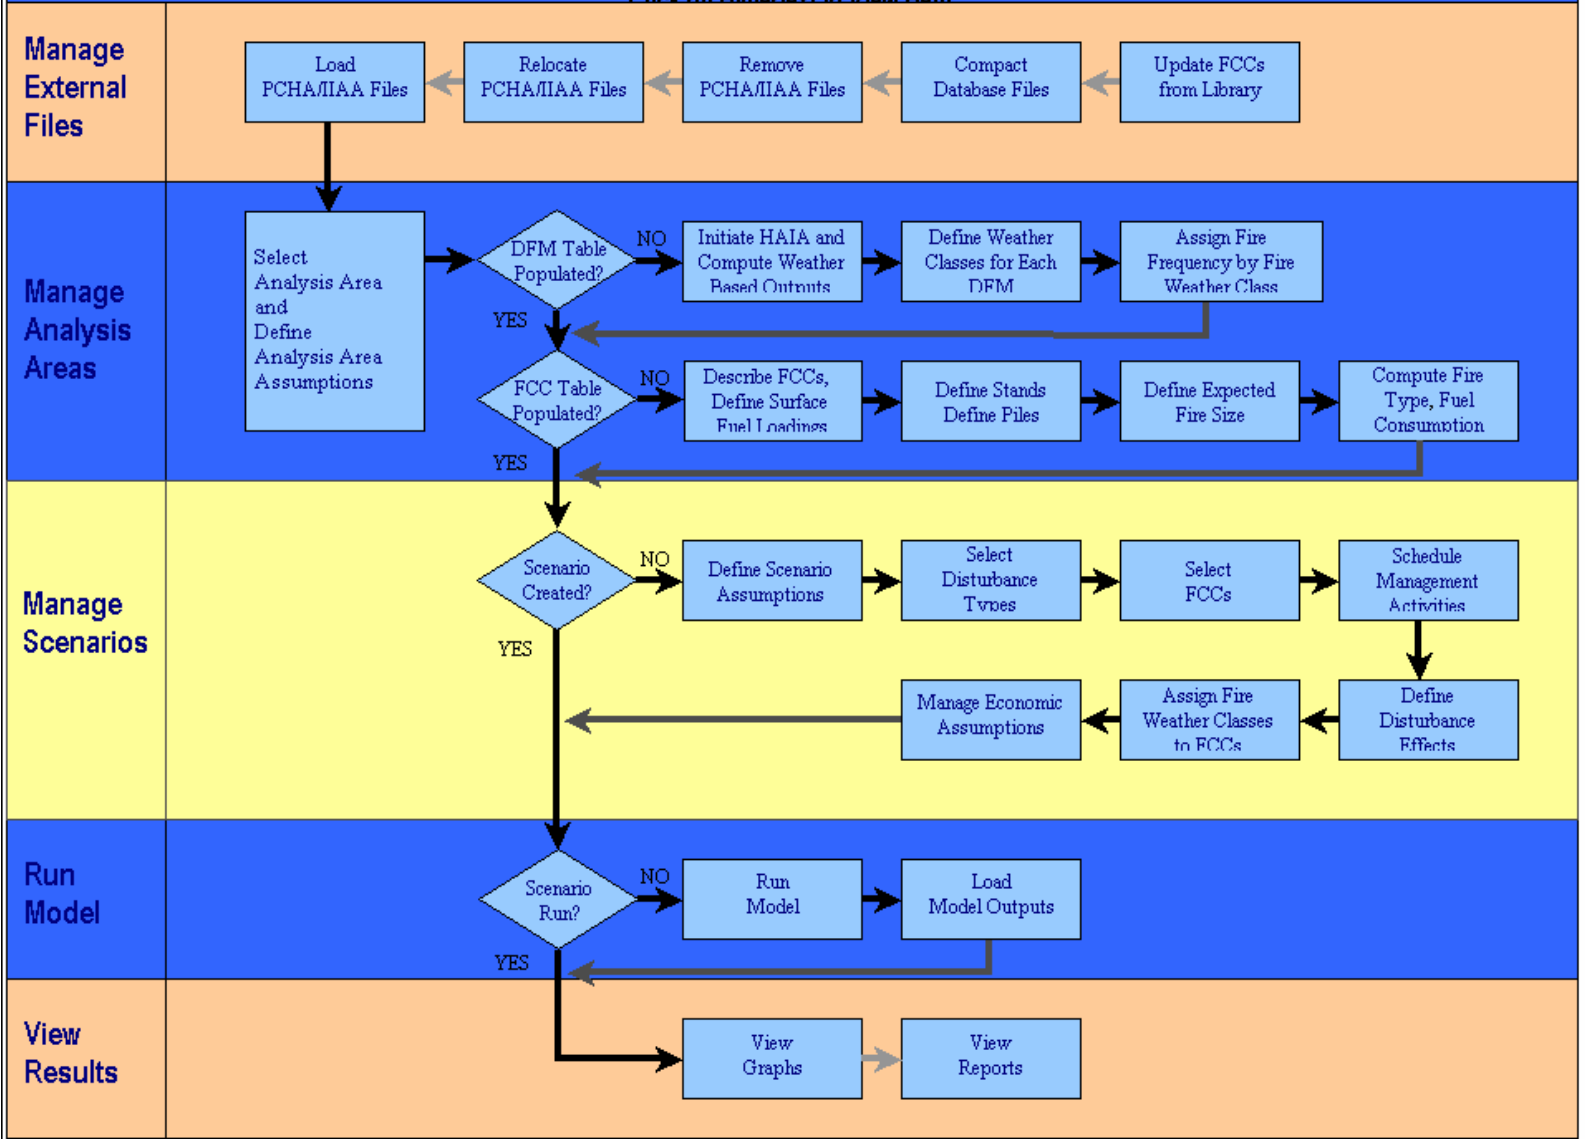 Manage
External
Files
Load
PCHA/IIAA Files
Relocate
PCHA/IIAA Files
Remove
PCHA/IIAA Files
Compact
Database Files
Update FCCs
from Library
Manage
Analysis
Areas
Select
Analysis Area
and
Define
Analysis Area
Assumptions
DFM Table
Populated?
NO
YES
Initiate HAIA and
Compute Weather
Based Outputs
Define Weather
Classes for Each
DFM
Assign Fire
Frequency by Fire
Weather Class
FCC Table
Populated?
NO
YES
Describe FCCs,
Define Surface
Fuel Loadings
Define Stands
Define Piles
Define Expected
Fire Size
Compute Fire
Type, Fuel
Consumption
Manage
Scenarios
Scenario
Created?
NO
YES
Define Scenario
Assumptions
Select
Disturbance
Types
Select
FCCs
Schedule
Management
Activities
Manage Economic
Assumptions
Assign Fire
Weather Classes
to FCCs
Define
Disturbance
Effects
Run
Model
Scenario
Run?
NO
YES
Run
Model
Load
Model Outputs
View
Results
View
Graphs
View
Reports